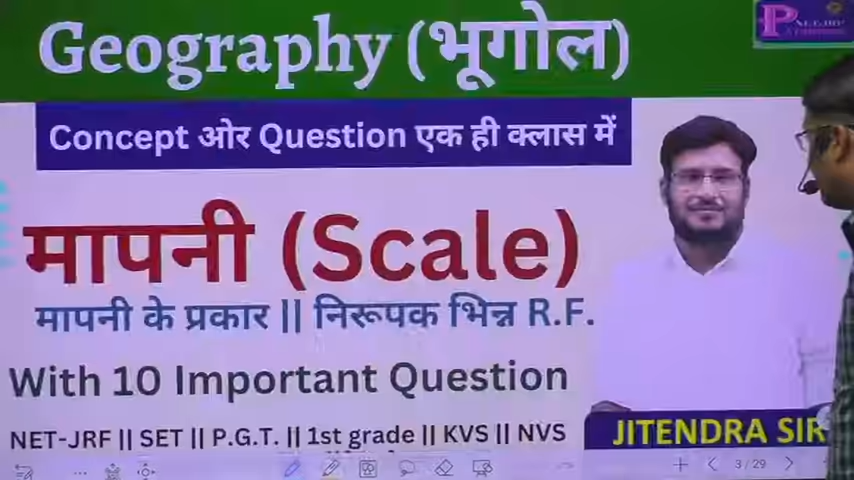 Geography (भूगोल)
Concept ओर Question एक ही क्लास में
मापनी (Scale)
मापनी के प्रकार || निरूपक भिन्न R.F.
With 10 Important Question
NET-JRF || SET || P.G.T. || 1st grade || KVS || NVS
JITENDRA SIR
3 / 29